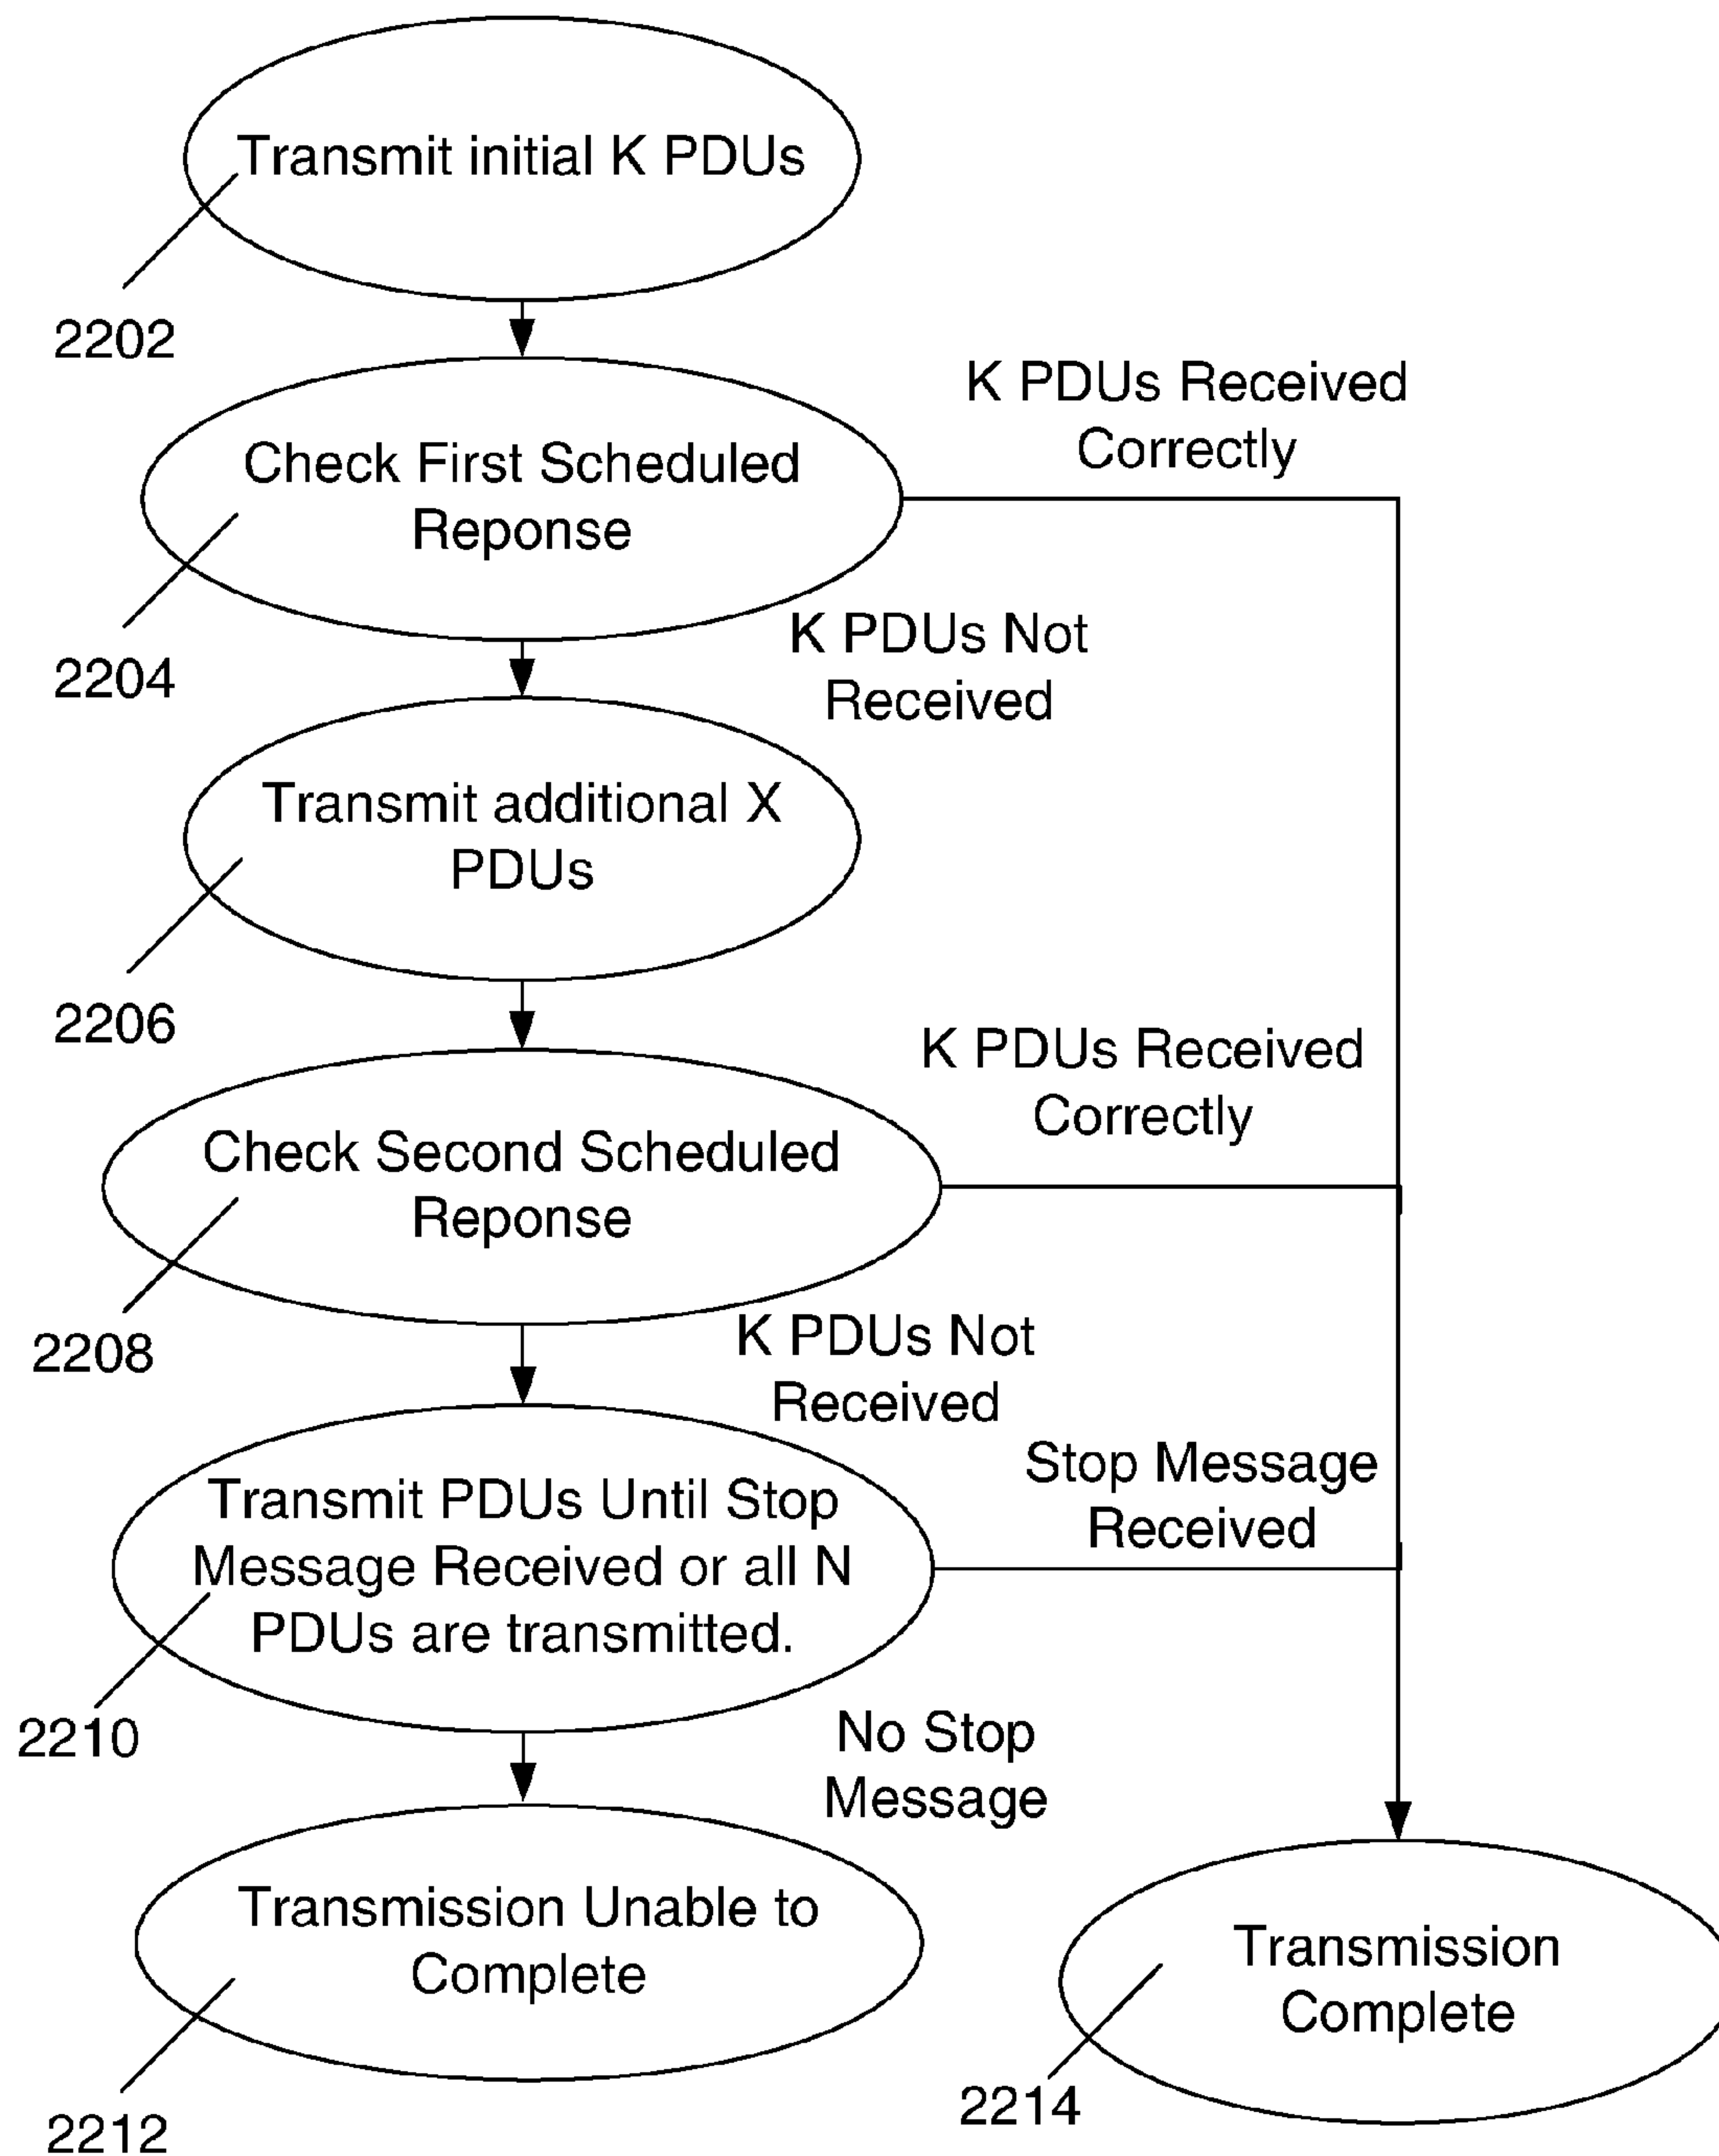 Transmit initial K PDUs
2202
K PDUs Received
Correctly
Check First Scheduled
Reponse
2204
K PDUs Not
Received
Transmit additional X
PDUs
2206
K PDUs Received
Correctly
Check Second Scheduled
Reponse
2208
K PDUs Not
Received
Stop Message
Received
Transmit PDUs Until Stop
Message Received or all N
PDUs are transmitted.
2210
No Stop
Message
Transmission Unable to
Complete
2212
Transmission
Complete
2214